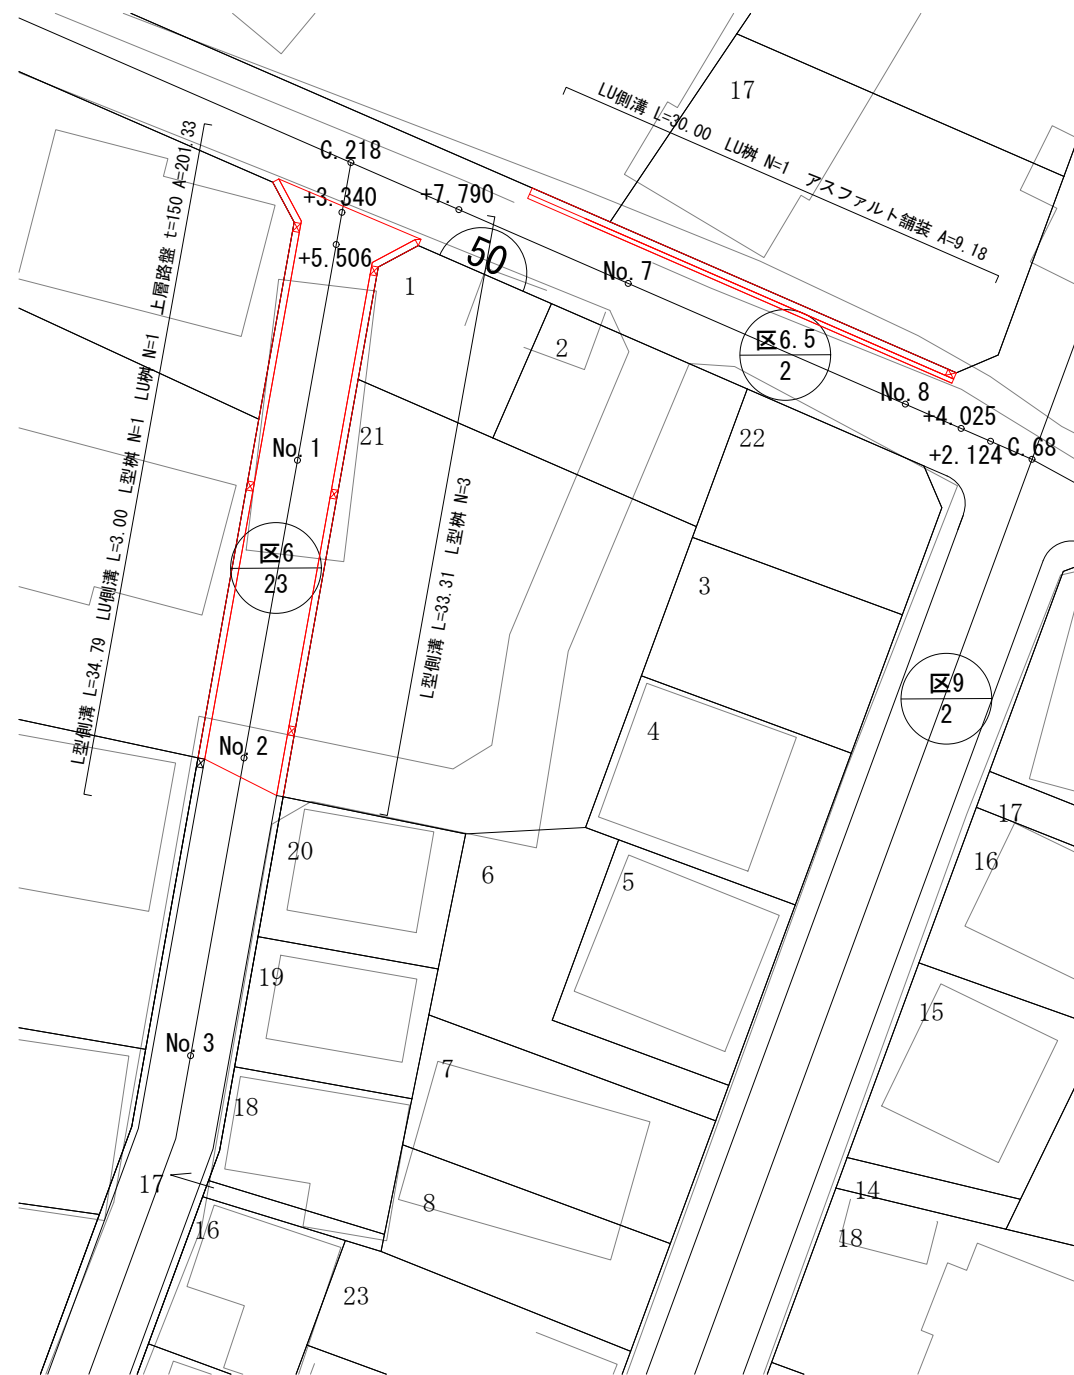 17
LU側溝 L=30.00　LU桝 N=1　アスファルト舗装 A=9.18
C.218
+3.340
+7.790
+5.506
50
1
No.7
2
区6.5
2
No.8
+4.025
+2.124
C.68
L型側溝 L=34.79　LU側溝 L=3.00　L型桝 N=1　LU桝 N=1　上層路盤 t=150 A=201.33
L型側溝 L=33.31　L型桝 N=3
21
22
No.1
区6
23
3
区9
2
4
No.2
17
20
6
5
16
19
15
No.3
7
18
17
8
14
16
18
23